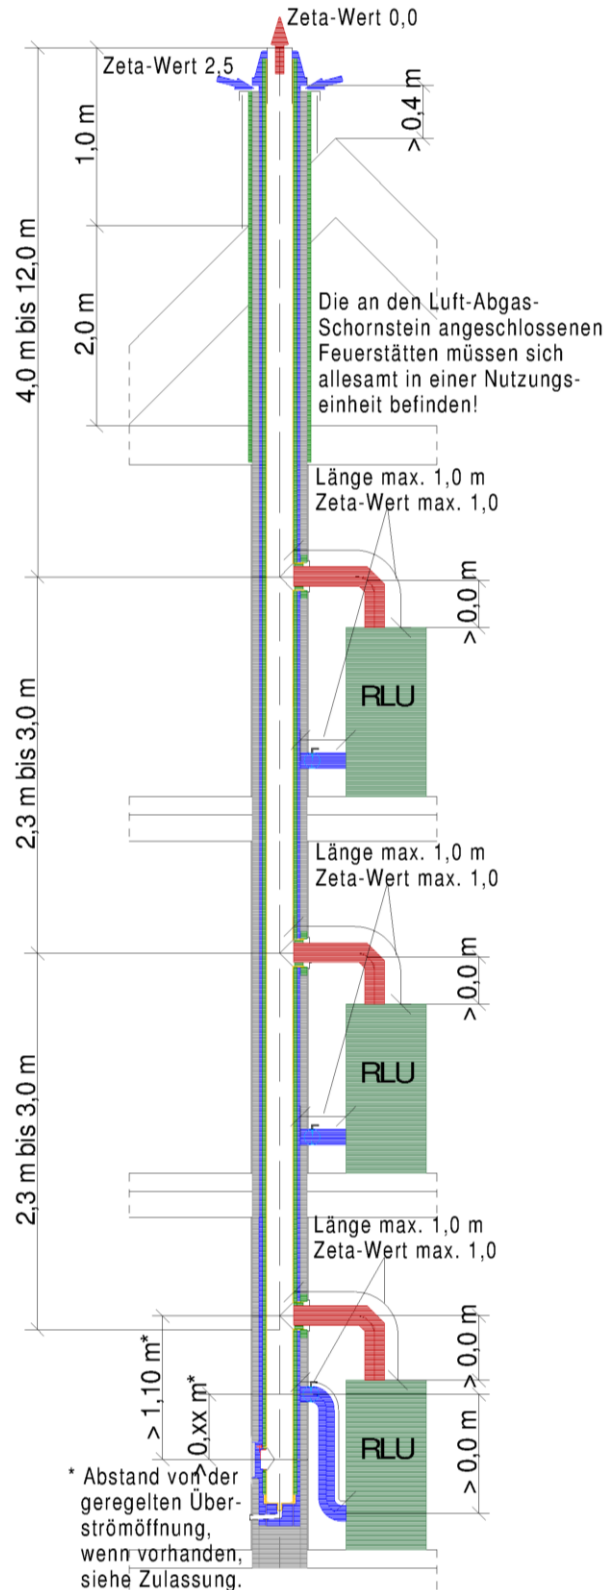 Zeta-Wert 0,0
Zeta-Wert 2,5
> 0,4 m
1,0 m
4,0 m bis 12,0 m
2,0 m
Die an den Luft-Abgas-
Schornstein angeschlossenen
Feuerstätten müssen sich
allesamt in einer Nutzungs-
einheit befinden!
Länge max. 1,0 m
Zeta-Wert max. 1,0
> 0,0 m
RLU
2,3 m bis 3,0 m
Länge max. 1,0 m
Zeta-Wert max. 1,0
> 0,0 m
RLU
2,3 m bis 3,0 m
Länge max. 1,0 m
Zeta-Wert max. 1,0
> 0,0 m
> 1,10 m*
> 0,xx m*
> 0,0 m
RLU
* Abstand von der
geregelten Über-
strömöffnung,
wenn vorhanden,
siehe Zulassung.